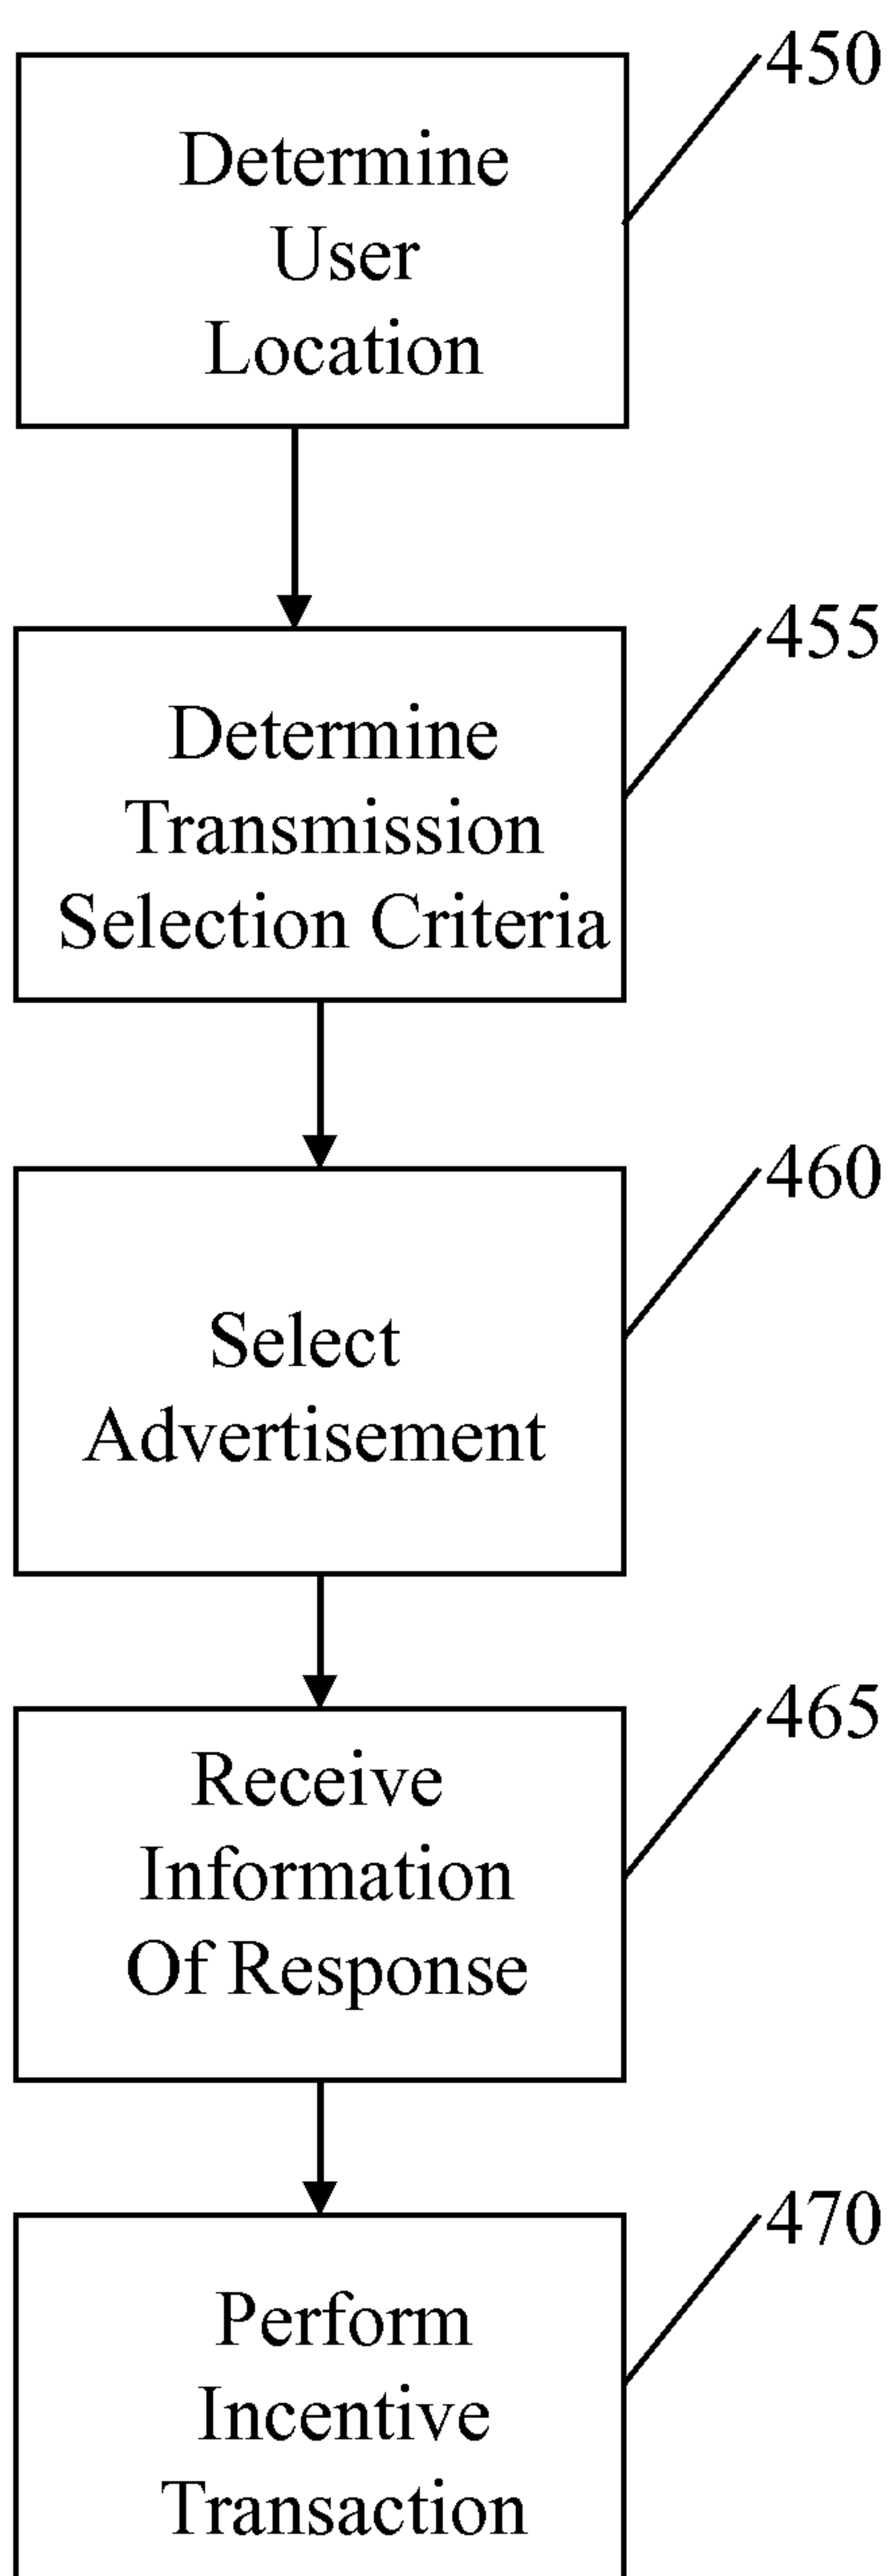 450
Determine
User
Location
455
Determine
Transmission
Selection Criteria
460
Select
Advertisement
465
Receive
Information
Of Response
470
Perform
Incentive
Transaction